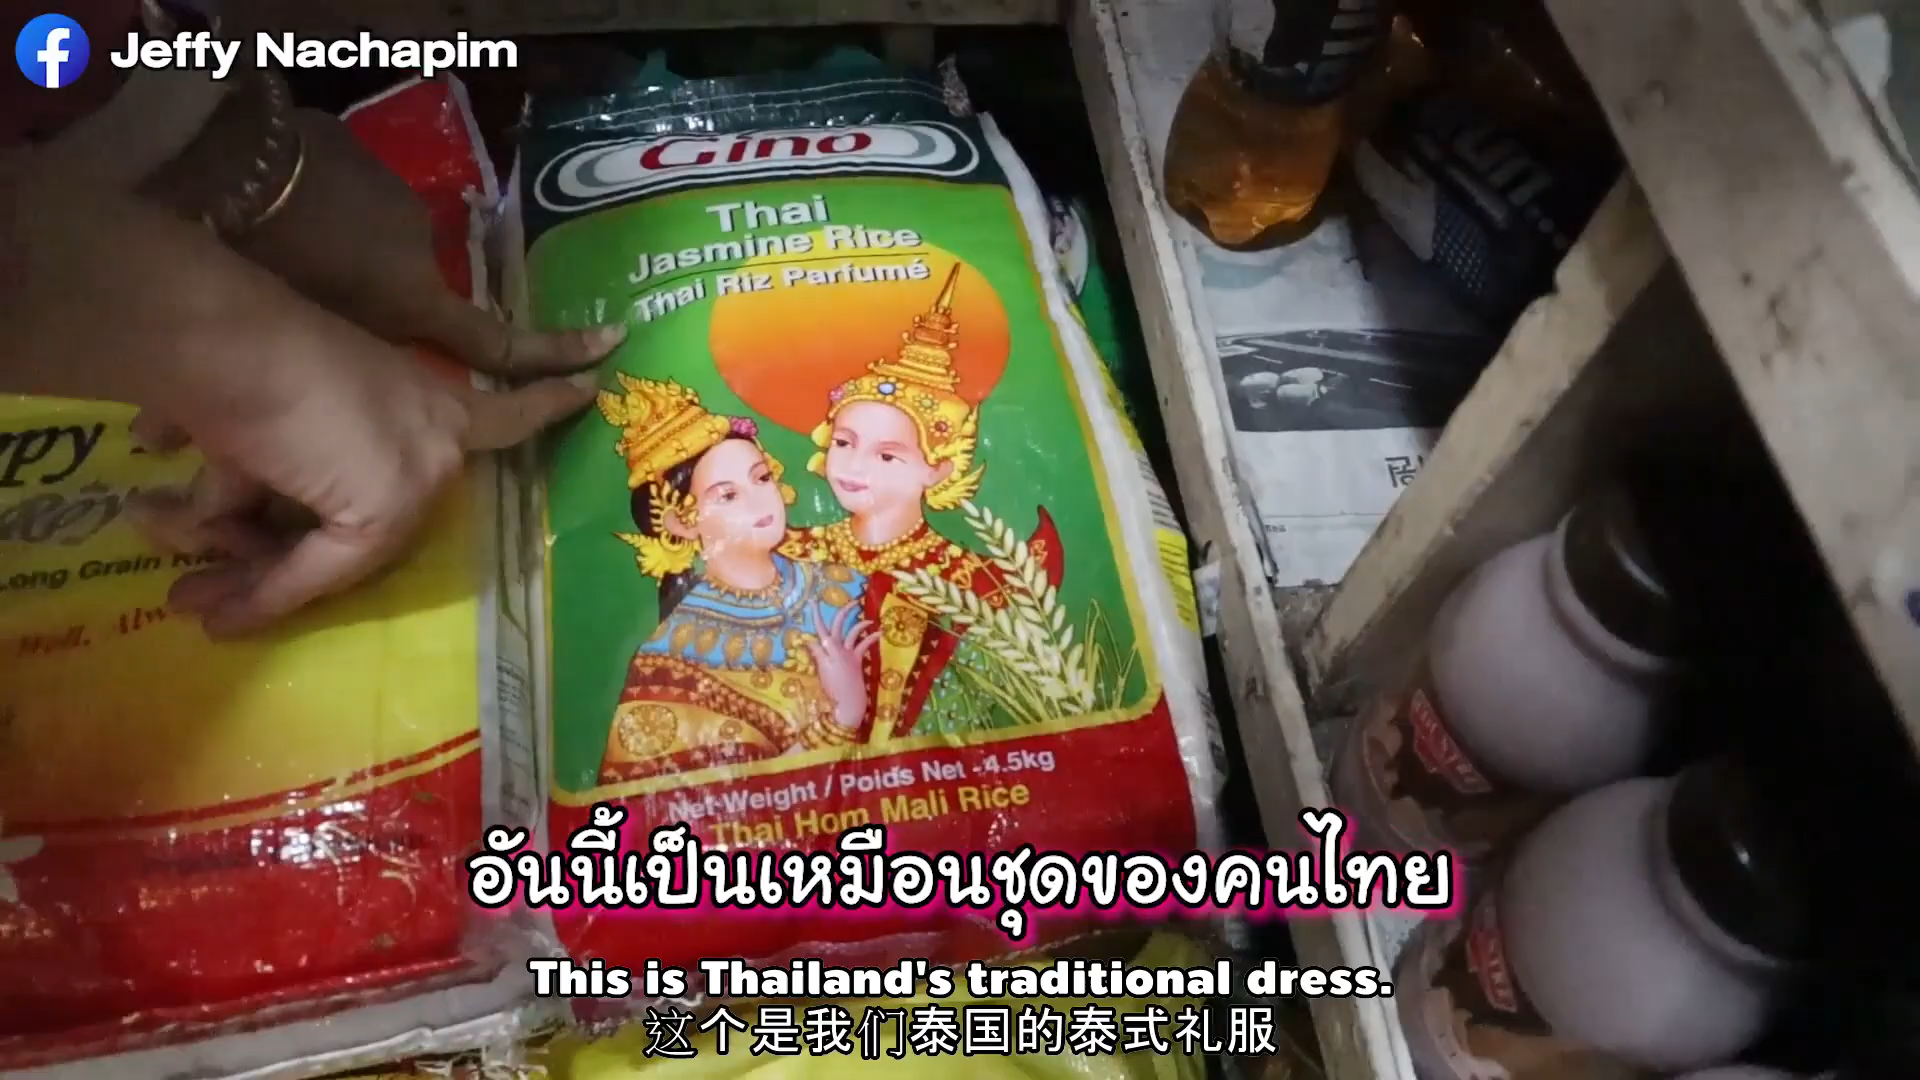 Jeffy Nachapim
Gino
Thai
Jasmine Rice
Thai Riz Parfumé
Long Grain
Net Weight / Poids Net - 4.5kg
Thai Hom Mali Rice
อันนี้เป็นเหมือนชุดของคนไทย
This is Thailand's traditional dress.
这个是我们泰国的泰式礼服